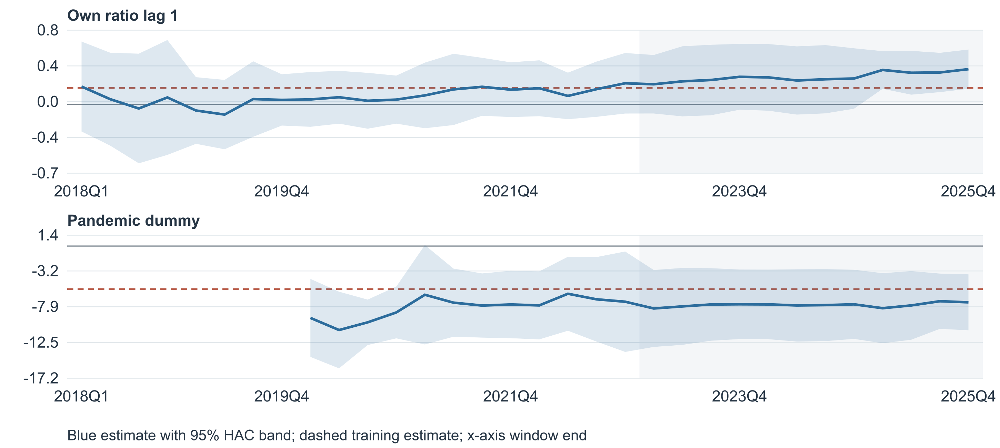 Own ratio lag 1
0.8
0.4
0.0
-0.4
-0.7
2018Q1 2019Q4 2021Q4 2023Q4 2025Q4
Pandemic dummy
1.4
-3.2
-7.9
-12.5
-17.2
2018Q1 2019Q4 2021Q4 2023Q4 2025Q4
Blue estimate with 95% HAC band; dashed training estimate; x-axis window end